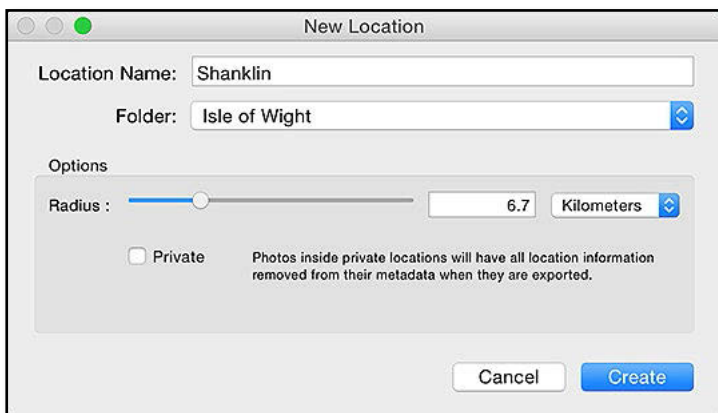 New Location
Location Name: Shanklin
Folder: Isle of Wight
Options
Radius : 6.7 Kilometers
Private Photos inside private locations will have all location information
removed from their metadata when they are exported.
Cancel Create